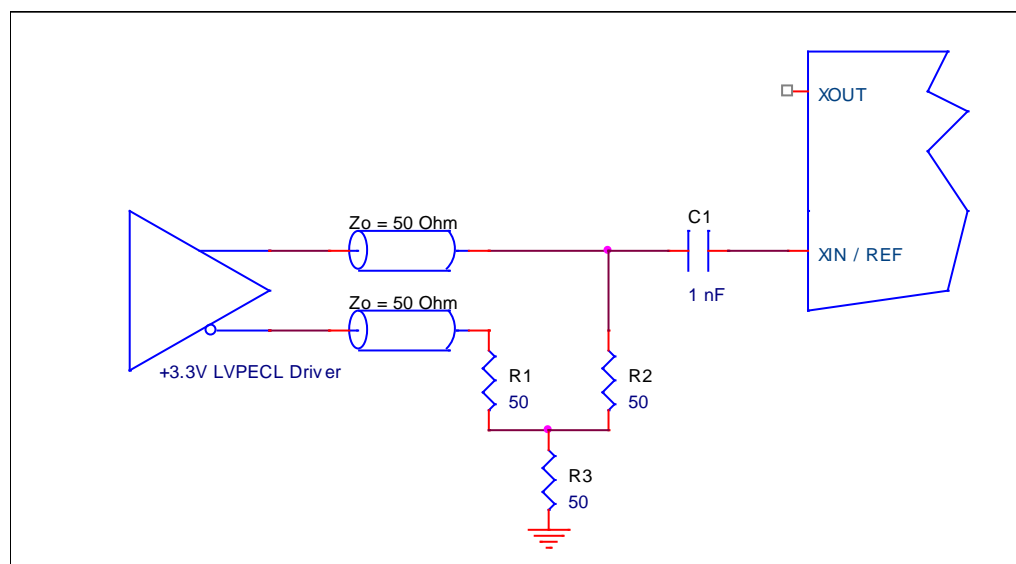 XOUT
Zo = 50 Ohm
C1
XIN / REF
1 nF
Zo = 50 Ohm
+3.3V LVPECL Driver
R1
50
R2
50
R3
50